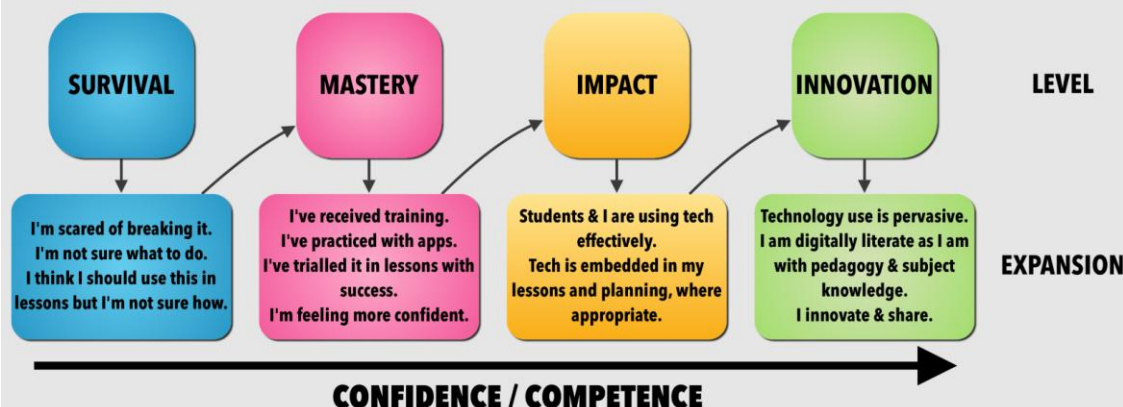 SURVIVAL
MASTERY
IMPACT
INNOVATION
LEVEL
I'm scared of breaking it.
I'm not sure what to do.
I think I should use this in
lessons but I'm not sure how.
I've received training.
I've practiced with apps.
I've trialled it in lessons with
success.
I'm feeling more confident.
Students & I are using tech
effectively.
Tech is embedded in my
lessons and planning, where
appropriate.
Technology use is pervasive.
I am digitally literate as I am
with pedagogy & subject
knowledge.
I innovate & share.
EXPANSION
CONFIDENCE / COMPETENCE